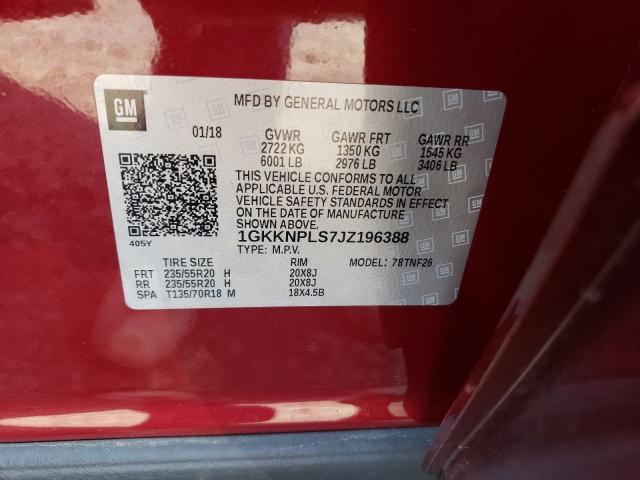 GM
MFD BY GENERAL MOTORS LLC
01/18 GVWR GAWR FRT GAWR RR
2722 KG 1350 KG 1545 KG
6001 LB 2976 LB 3406 LB
THIS VEHICLE CONFORMS TO ALL
APPLICABLE U.S. FEDERAL MOTOR
VEHICLE SAFETY STANDARDS IN EFFECT
ON THE DATE OF MANUFACTURE
SHOWN ABOVE.
405Y
1GKKNPLS7JZ196388
TYPE: M.P.V. MODEL: 78TNF26
TIRE SIZE RIM
FRT 235/55R20 H 20X8J
RR 235/55R20 H 20X8J
SPA T135/70R18 M 18X4.5B